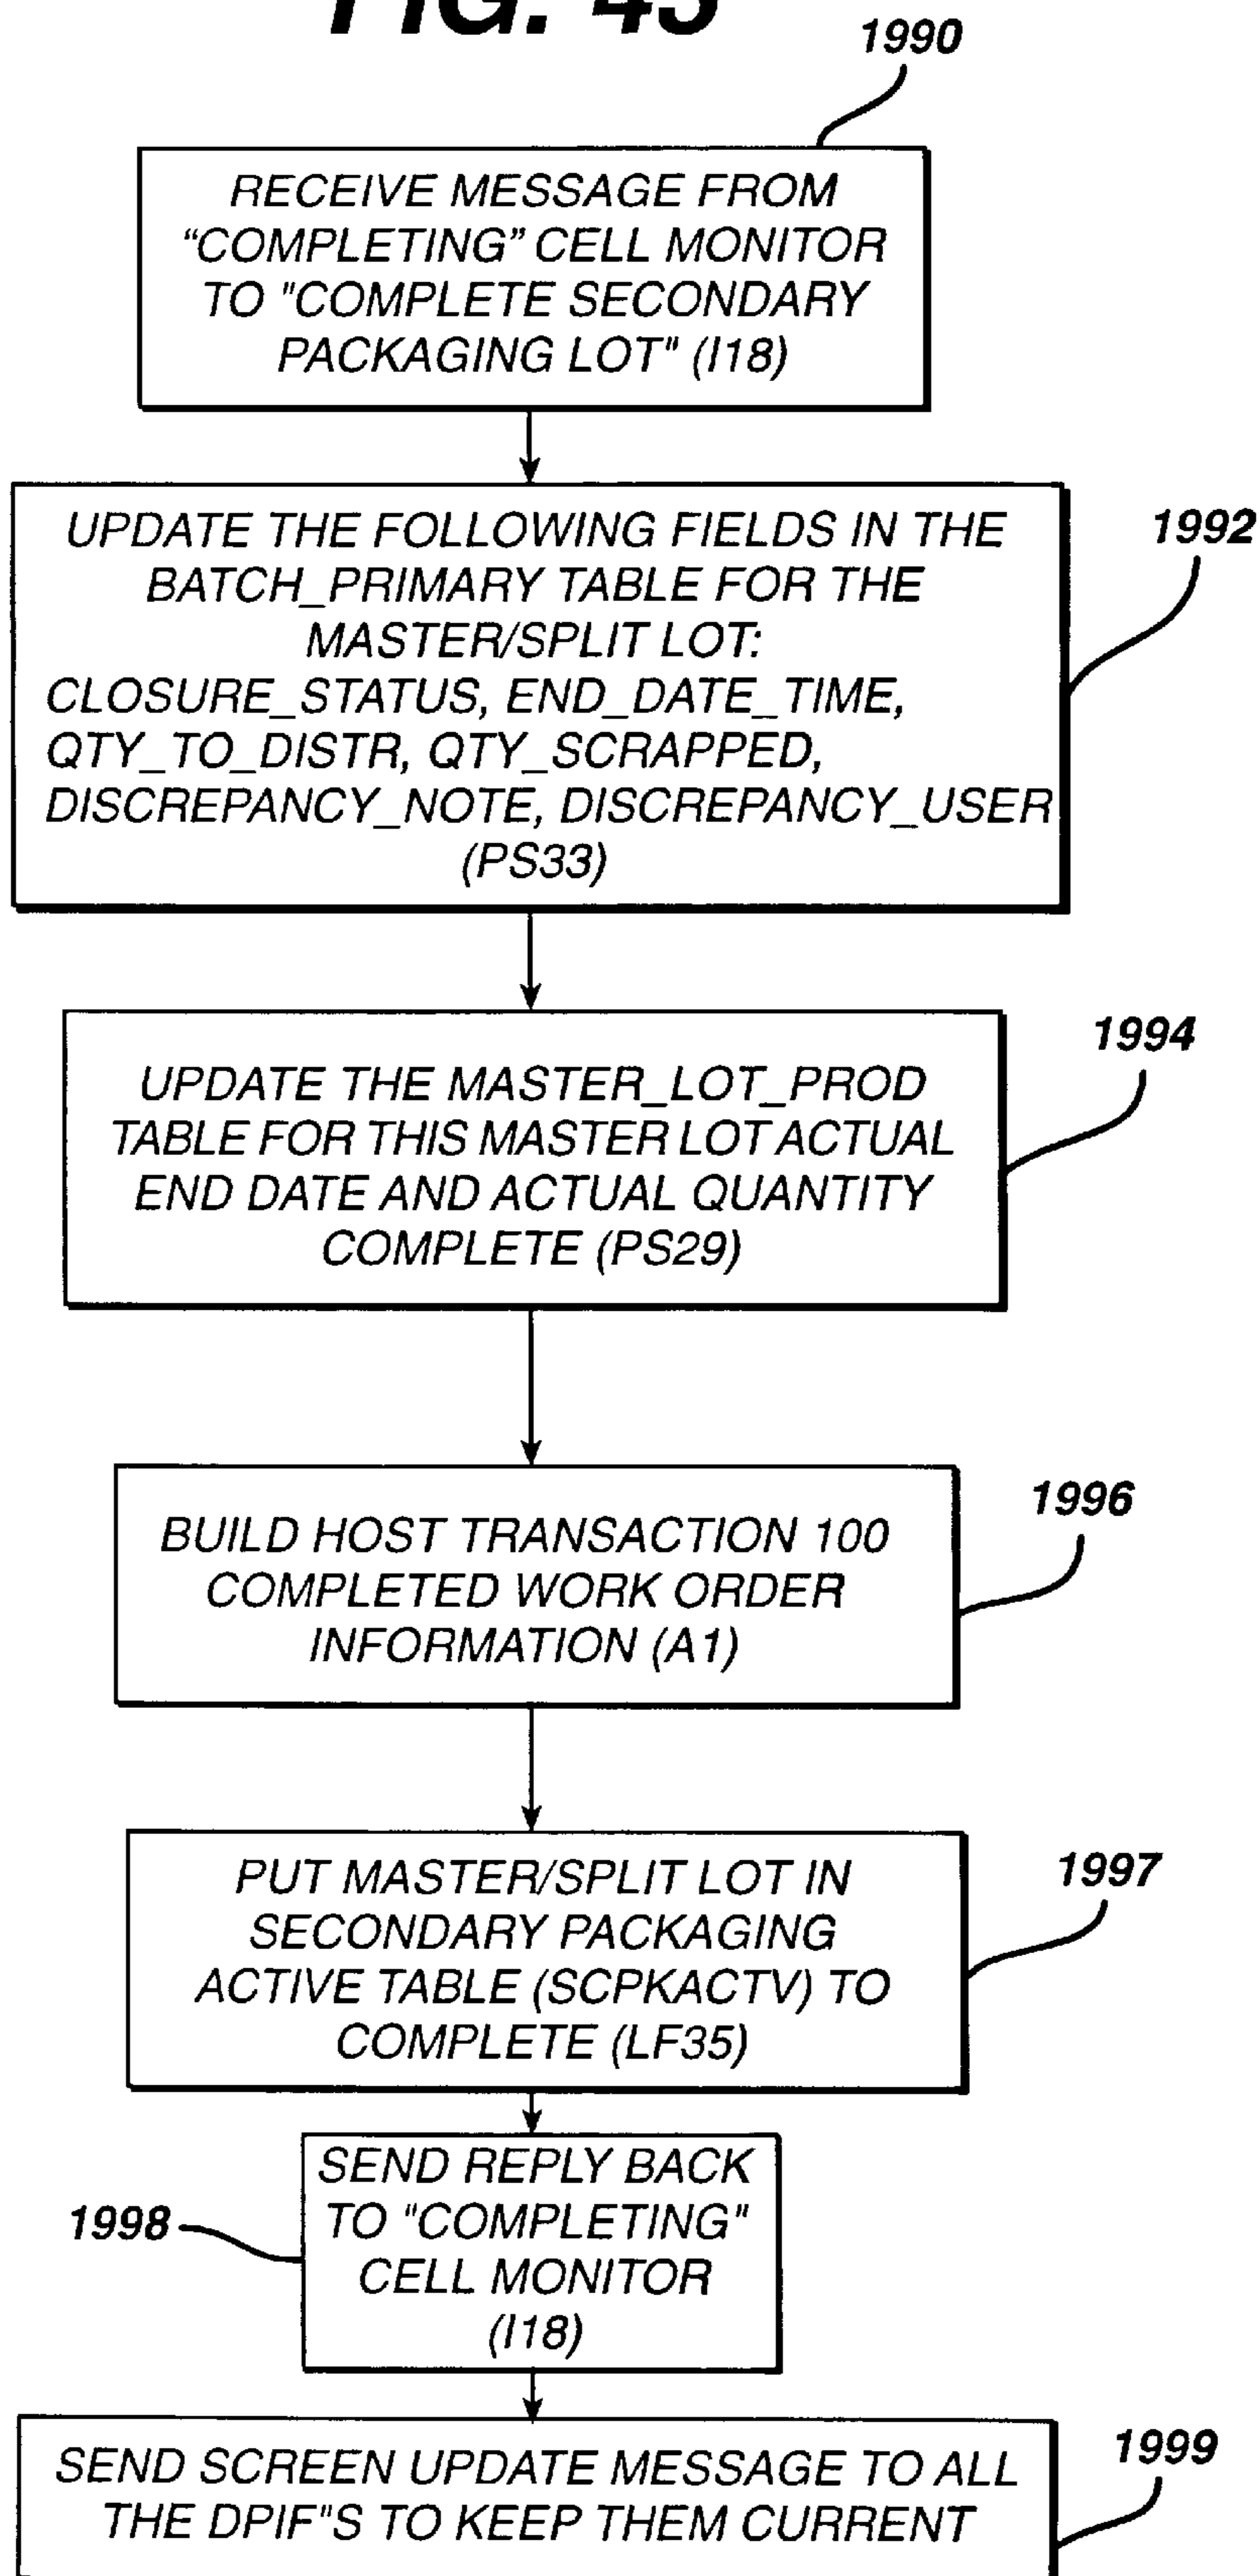 FIG. 43
1990
RECEIVE MESSAGE FROM
“COMPLETING” CELL MONITOR
TO "COMPLETE SECONDARY
PACKAGING LOT" (I18)
UPDATE THE FOLLOWING FIELDS IN THE
BATCH_PRIMARY TABLE FOR THE
MASTER/SPLIT LOT:
CLOSURE_STATUS, END_DATE_TIME,
QTY_TO_DISTR, QTY_SCRAPPED,
DISCREPANCY_NOTE, DISCREPANCY_USER
(PS33)
1992
UPDATE THE MASTER_LOT_PROD
TABLE FOR THIS MASTER LOT ACTUAL
END DATE AND ACTUAL QUANTITY
COMPLETE (PS29)
1994
BUILD HOST TRANSACTION 100
COMPLETED WORK ORDER
INFORMATION (A1)
1996
PUT MASTER/SPLIT LOT IN
SECONDARY PACKAGING
ACTIVE TABLE (SCPKACTV) TO
COMPLETE (LF35)
1997
SEND REPLY BACK
TO "COMPLETING"
CELL MONITOR
(I18)
1998
SEND SCREEN UPDATE MESSAGE TO ALL
THE DPIF"S TO KEEP THEM CURRENT
1999